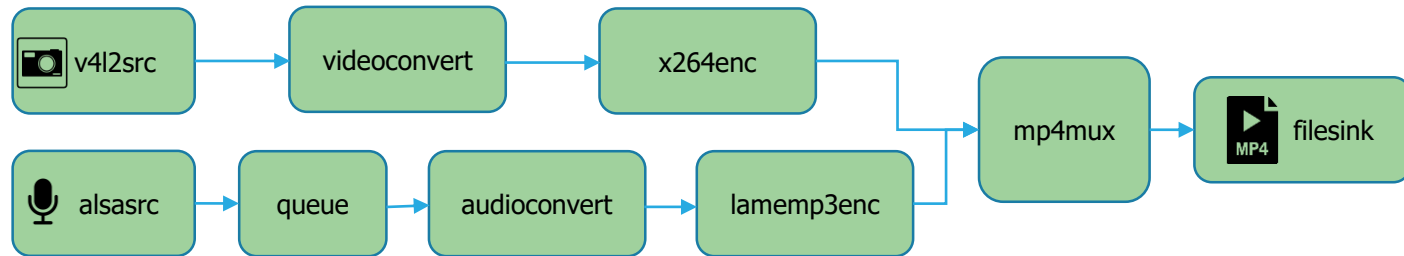 v4l2src
videoconvert
x264enc
mp4mux
MP4
filesink
alsasrc
queue
audioconvert
lamemp3enc